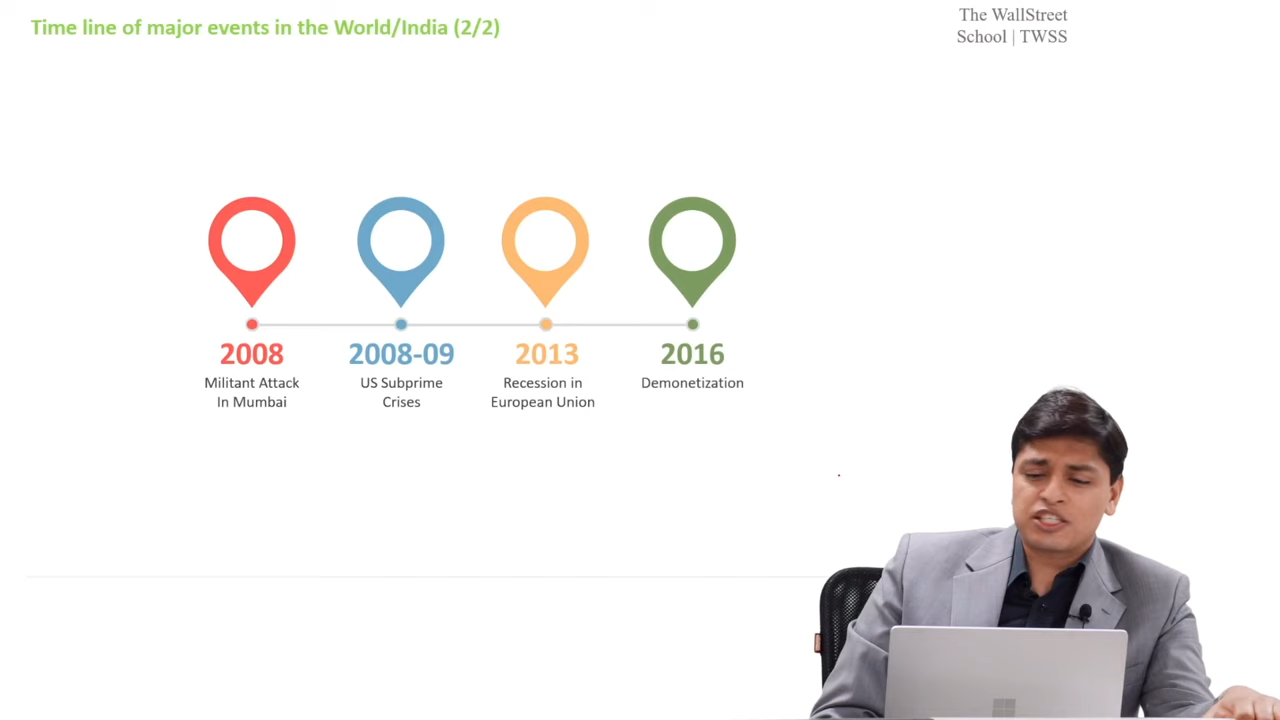 Time line of major events in the World/India (2/2)
The WallStreet
School | TWSS
2008
Militant Attack
In Mumbai
2008-09
US Subprime
Crises
2013
Recession in
European Union
2016
Demonetization